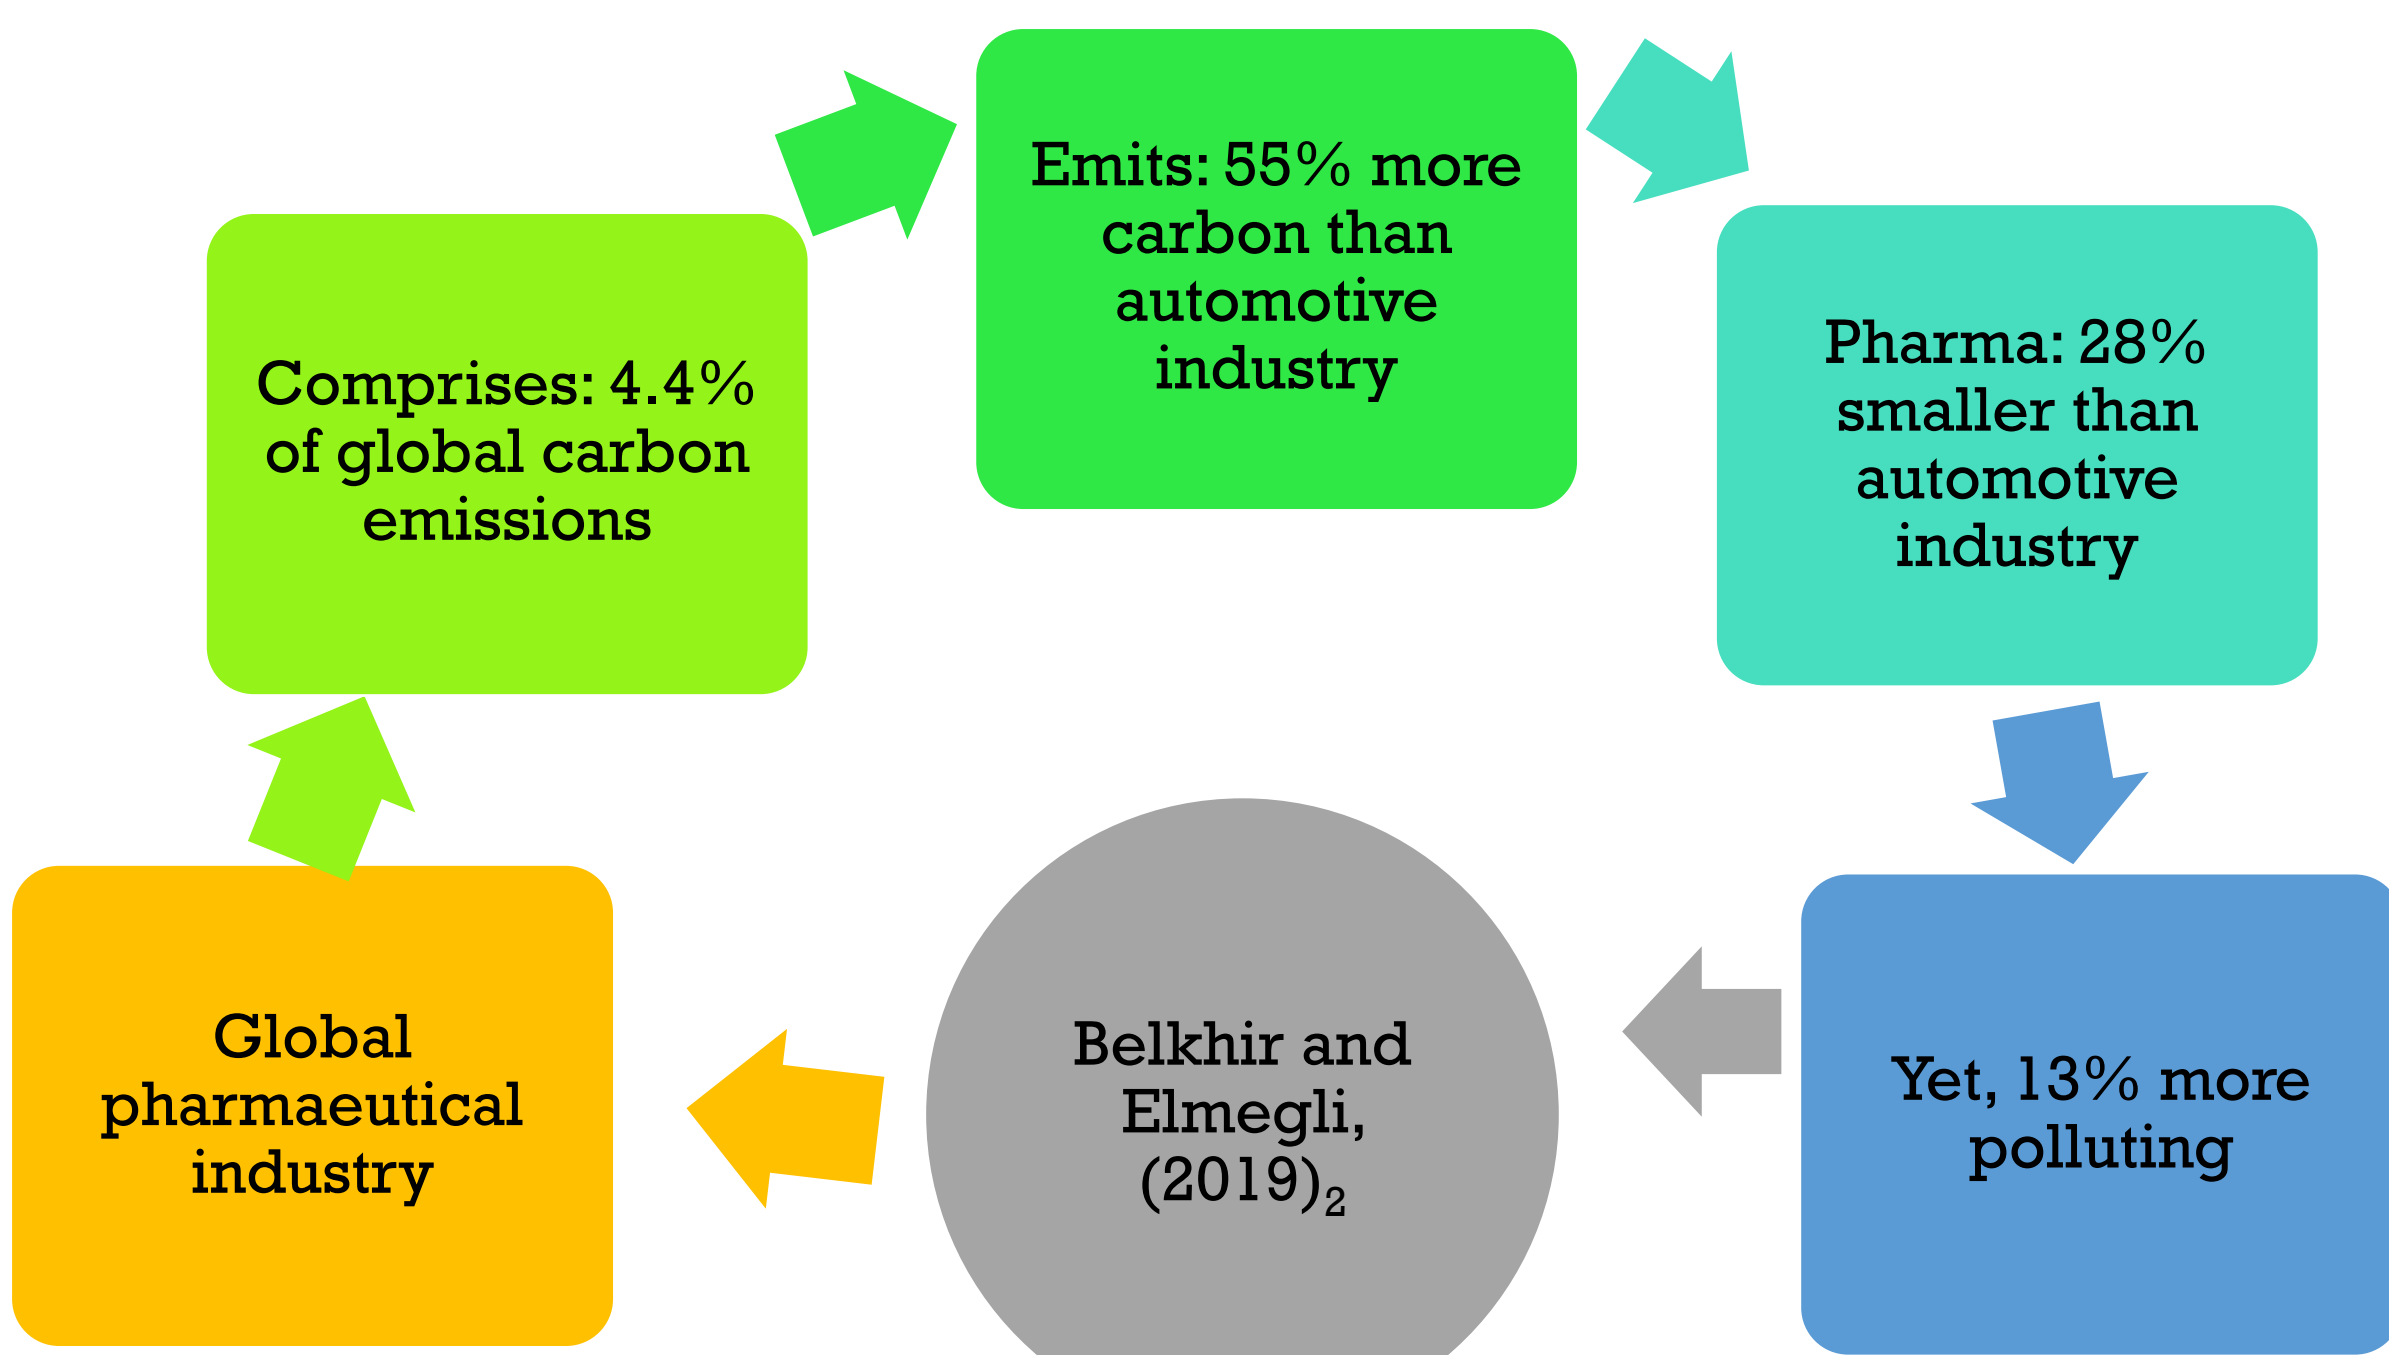 Emits: 55% more
carbon than
automotive
industry
Comprises: 4.4%
of global carbon
emissions
Pharma: 28%
smaller than
automotive
industry
Global
pharmaeutical
industry
Belkhir and
Elmegli,
(2019)₂
Yet, 13% more
polluting